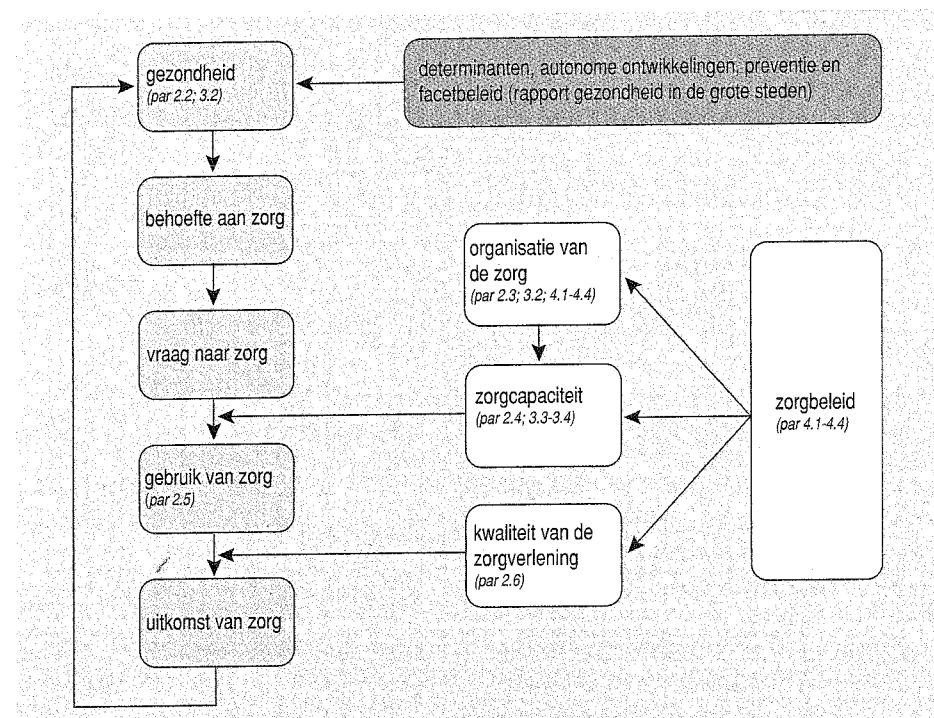 gezondheid
(par 2.2; 3.2)
determinanten, autonome ontwikkelingen, preventie en
facetbeleid (rapport gezondheid in de grote steden)
behoefte aan zorg
organisatie van
de zorg
(par 2.3; 3.2; 4.1-4.4)
vraag naar zorg
zorgcapaciteit
(par 2.4; 3.3-3.4)
zorgbeleid
(par 4.1-4.4)
gebruik van zorg
(par 2.5)
kwaliteit van de
zorgverlening
(par 2.6)
uitkomst van zorg